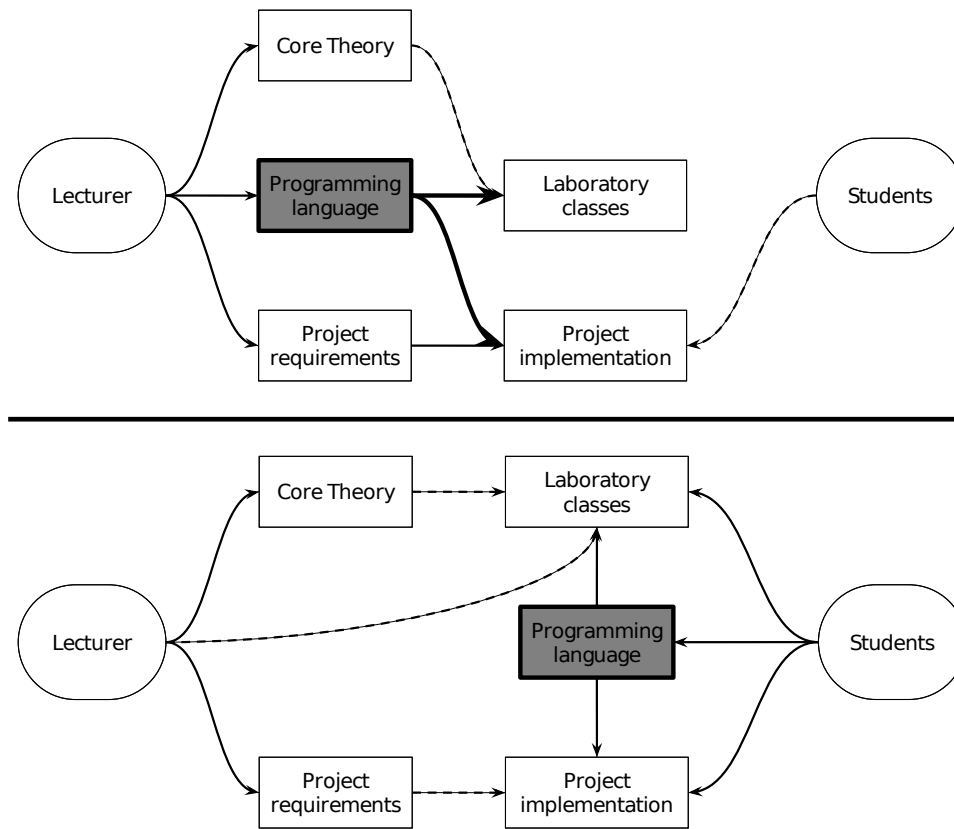 Core Theory
Lecturer
Programming
language
Laboratory
classes
Students
Project
requirements
Project
implementation
Core Theory
Laboratory
classes
Lecturer
Programming
language
Students
Project
requirements
Project
implementation